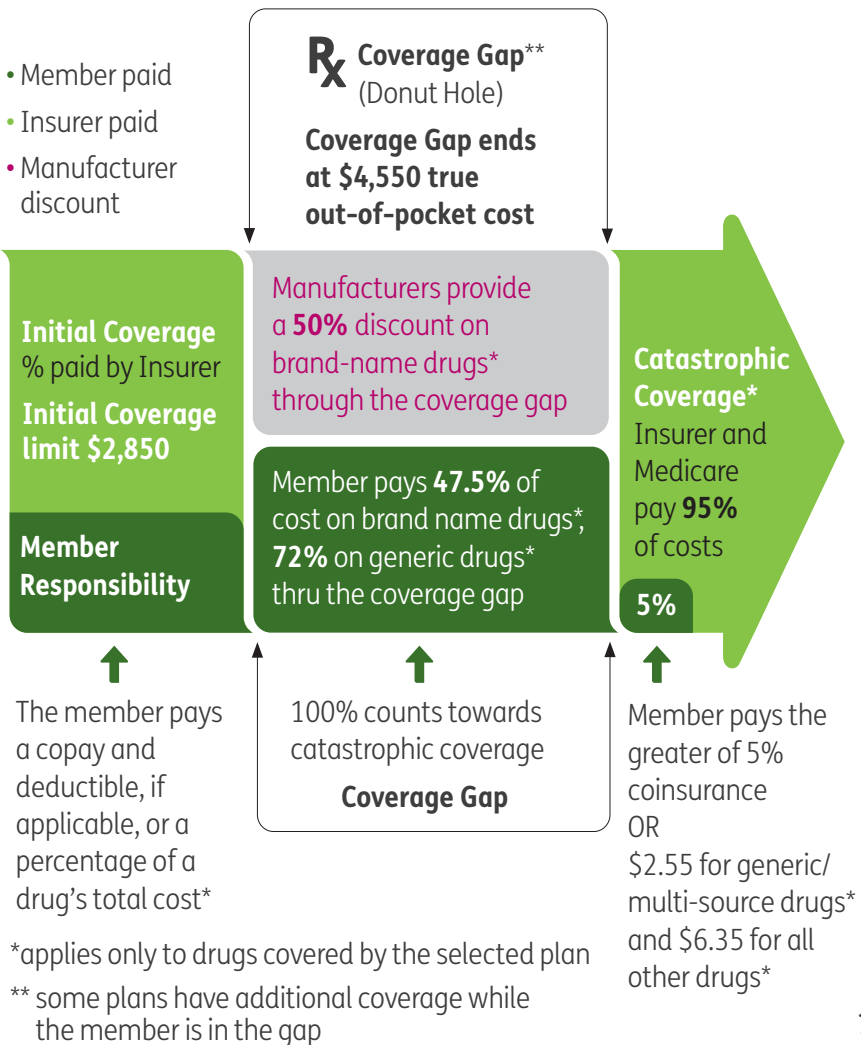 • Member paid
• Insurer paid
• Manufacturer
discount
Rx Coverage Gap**
(Donut Hole)
Coverage Gap ends
at $4,550 true
out-of-pocket cost
Initial Coverage
% paid by Insurer
Initial Coverage
limit $2,850
Member
Responsibility
Manufacturers provide
a 50% discount on
brand-name drugs*
through the coverage gap
Member pays 47.5% of
cost on brand name drugs*,
72% on generic drugs*
thru the coverage gap
Catastrophic
Coverage*
Insurer and
Medicare
pay 95%
of costs
5%
The member pays
a copay and
deductible, if
applicable, or a
percentage of a
drug's total cost*
100% counts towards
catastrophic coverage
Coverage Gap
Member pays the
greater of 5%
coinsurance
OR
$2.55 for generic/
multi-source drugs*
and $6.35 for all
other drugs*
*applies only to drugs covered by the selected plan
** some plans have additional coverage while
the member is in the gap